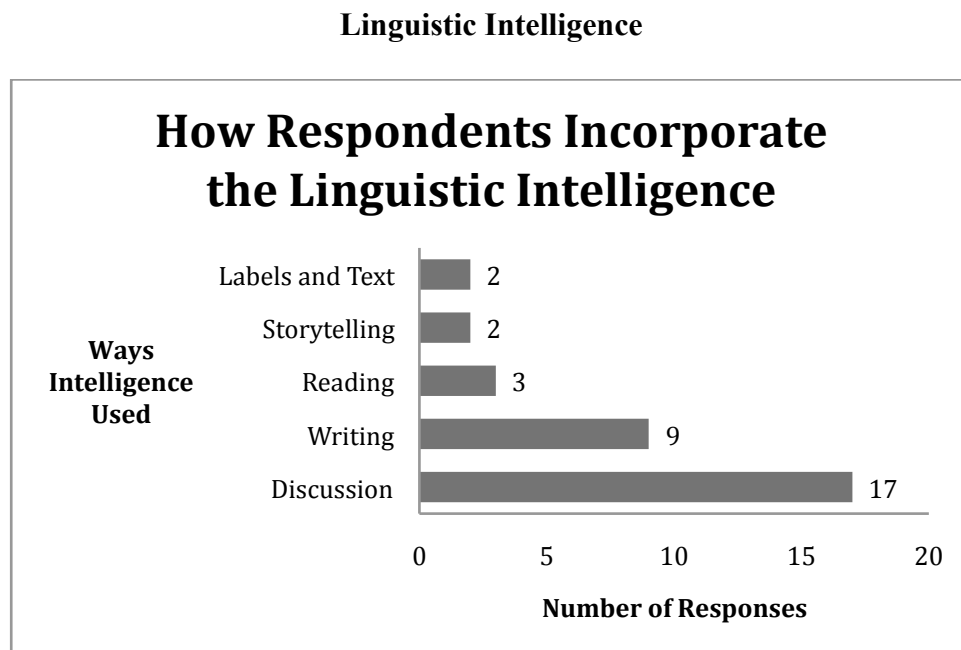 Linguistic Intelligence
How Respondents Incorporate
the Linguistic Intelligence
Labels and Text 2
Storytelling 2
Reading 3
Writing 9
Discussion 17
Ways
Intelligence
Used
0 5 10 15 20
Number of Responses